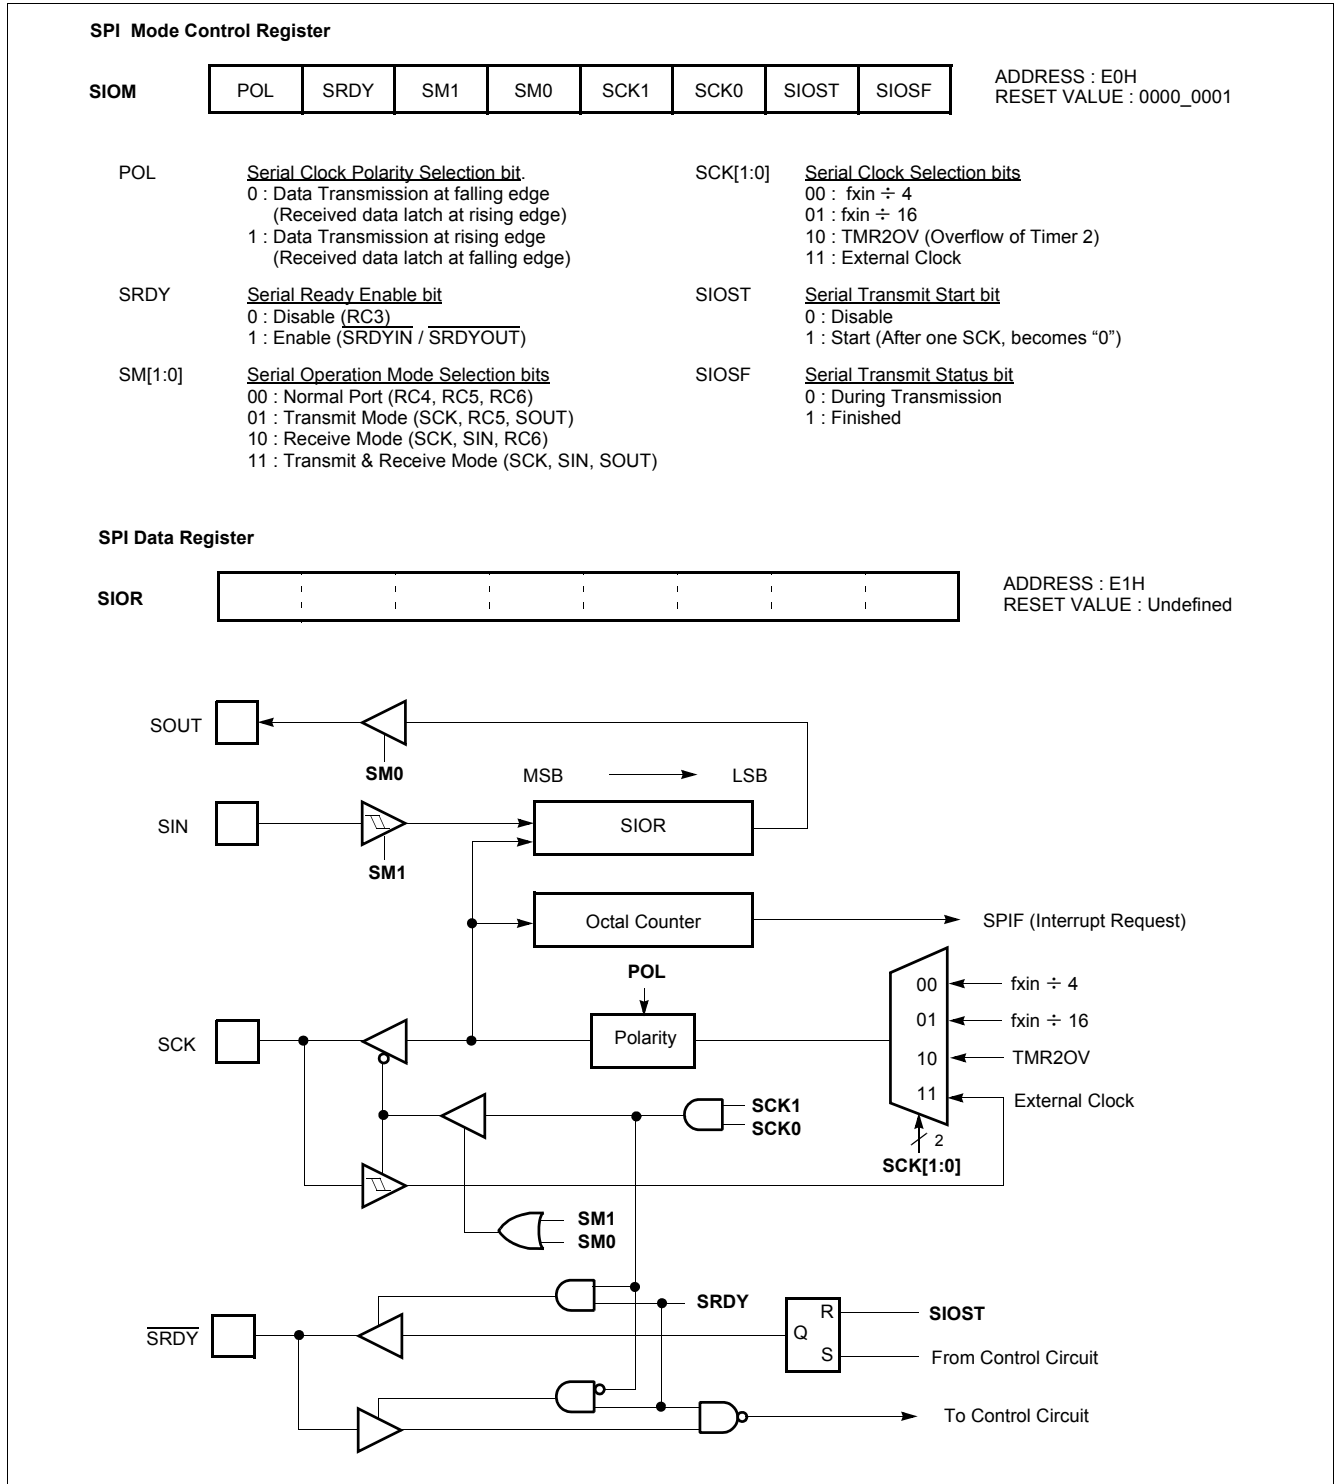 SPI Mode Control Register
SIOM
POL SRDY SM1 SM0 SCK1 SCK0 SIOST SIOSF
ADDRESS : E0H
RESET VALUE : 0000_0001
POL
Serial Clock Polarity Selection bit.
0 : Data Transmission at falling edge
(Received data latch at rising edge)
1 : Data Transmission at rising edge
(Received data latch at falling edge)
SRDY
Serial Ready Enable bit
0 : Disable (RC3)
1 : Enable (SRDYIN / SRDYOUT)
SM[1:0]
Serial Operation Mode Selection bits
00 : Normal Port (RC4, RC5, RC6)
01 : Transmit Mode (SCK, RC5, SOUT)
10 : Receive Mode (SCK, SIN, RC6)
11 : Transmit & Receive Mode (SCK, SIN, SOUT)
SCK[1:0]
Serial Clock Selection bits
00 : fxin ÷ 4
01 : fxin ÷ 16
10 : TMR2OV (Overflow of Timer 2)
11 : External Clock
SIOST
Serial Transmit Start bit
0 : Disable
1 : Start (After one SCK, becomes “0”)
SIOSF
Serial Transmit Status bit
0 : During Transmission
1 : Finished
SPI Data Register
SIOR
ADDRESS : E1H
RESET VALUE : Undefined
SOUT
SM0
MSB LSB
SIN
SIOR
SM1
Octal Counter
SPIF (Interrupt Request)
POL
00 fxin ÷ 4
01 fxin ÷ 16
SCK
Polarity
10 TMR2OV
11 External Clock
SCK1
SCK0
2
SCK[1:0]
SM1
SM0
SRDY
SRDY
R SIOST
Q
S From Control Circuit
To Control Circuit